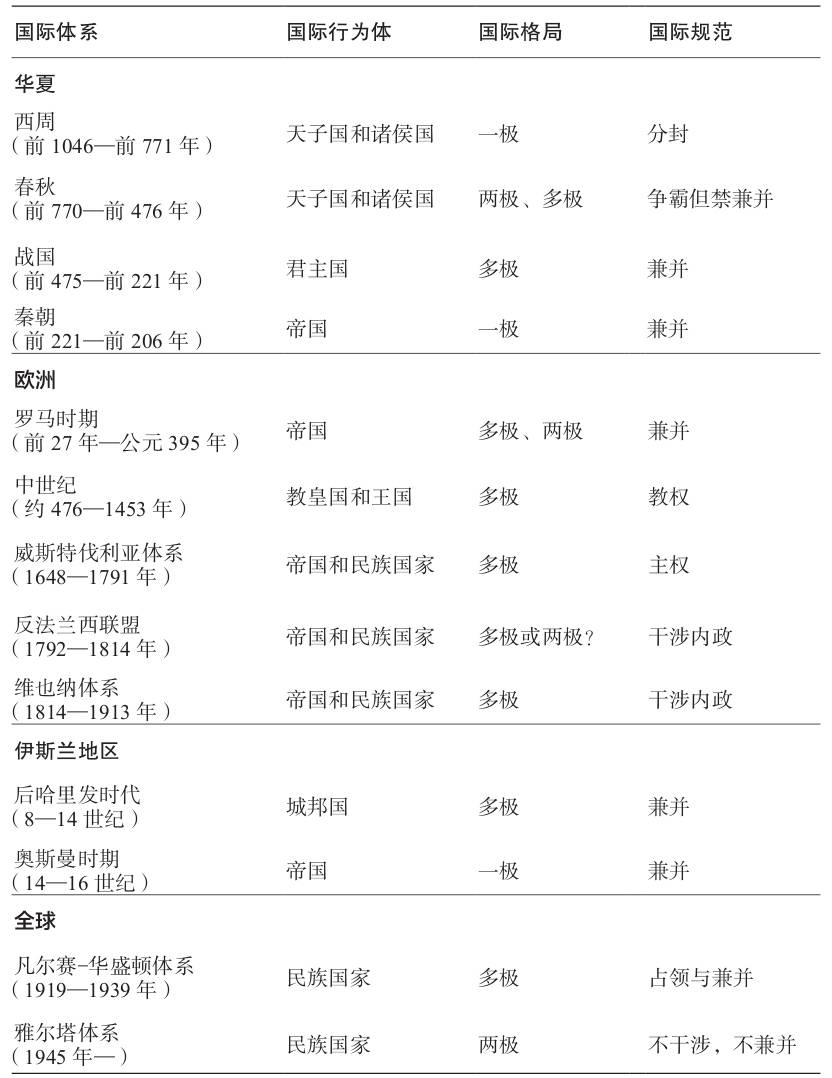 国际体系 国际行为体 国际格局 国际规范
华夏
西周
（前 1046—前 771 年） 天子国和诸侯国 一极 分封
春秋
（前 770—前 476 年） 天子国和诸侯国 两极、多极 争霸但禁兼并
战国
（前 475—前 221 年） 君主国 多极 兼并
秦朝
（前 221—前 206 年） 帝国 一极 兼并
欧洲
罗马时期
（前 27 年—公元 395 年） 帝国 多极、两极 兼并
中世纪
（约 476—1453 年） 教皇国和王国 多极 教权
威斯特伐利亚体系
（1648—1791 年） 帝国和民族国家 多极 主权
反法兰西联盟
（1792—1814 年） 帝国和民族国家 多极或两极？ 干涉内政
维也纳体系
（1814—1913 年） 帝国和民族国家 多极 干涉内政
伊斯兰地区
后哈里发时代
（8—14 世纪） 城邦国 多极 兼并
奥斯曼时期
（14—16 世纪） 帝国 一极 兼并
全球
凡尔赛-华盛顿体系
（1919—1939 年） 民族国家 多极 占领与兼并
雅尔塔体系
（1945 年—） 民族国家 两极 不干涉，不兼并